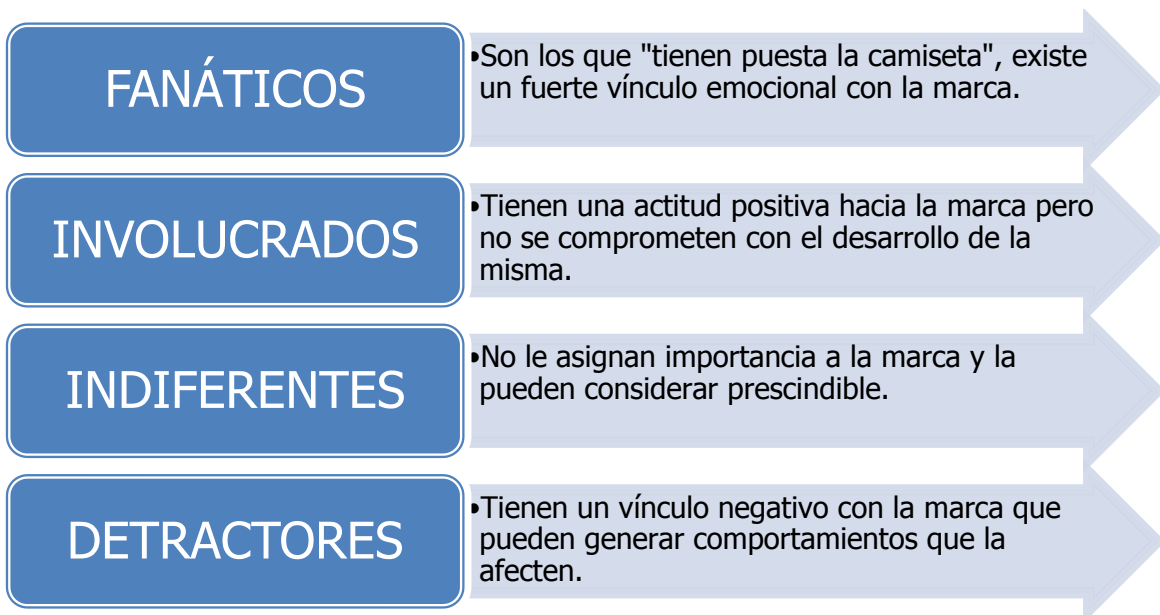 FANÁTICOS
•Son los que "tienen puesta la camiseta", existe
un fuerte vínculo emocional con la marca.
INVOLUCRADOS
•Tienen una actitud positiva hacia la marca pero
no se comprometen con el desarrollo de la
misma.
INDIFERENTES
•No le asignan importancia a la marca y la
pueden considerar prescindible.
DETRACTORES
•Tienen un vínculo negativo con la marca que
pueden generar comportamientos que la
afecten.